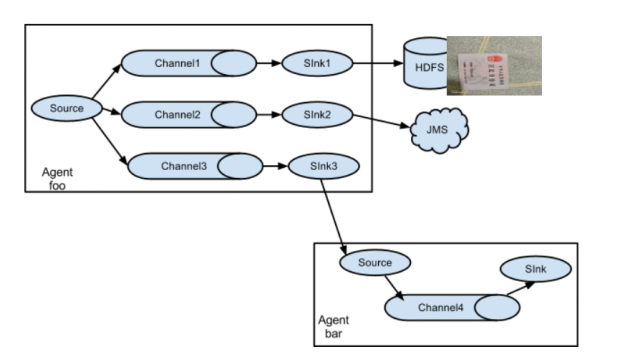 Channel1
SInk1
HDFS
Source
Channel2
SInk2
JMS
Channel3
SInk3
Agent
foo
Source
SInk
Channel4
Agent
bar